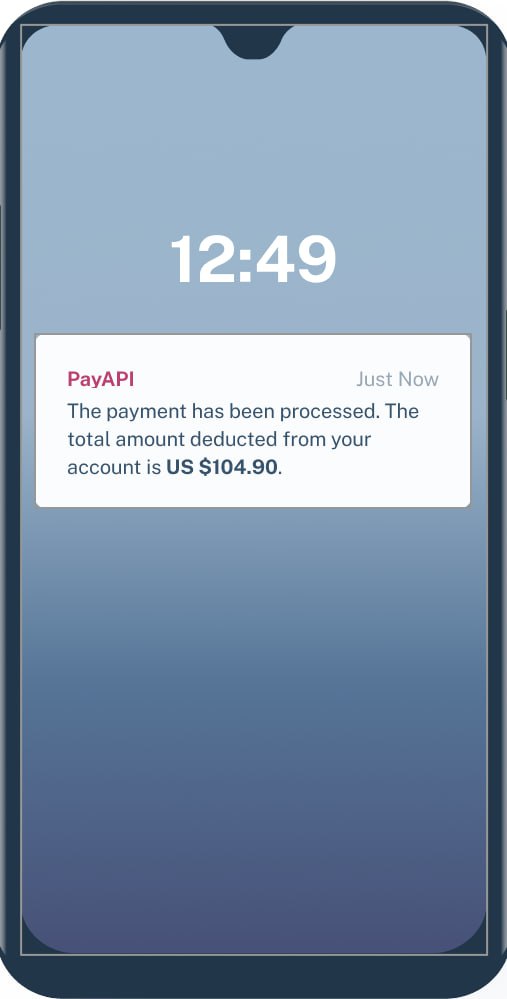 12:49
PayAPI Just Now
The payment has been processed. The
total amount deducted from your
account is US $104.90.